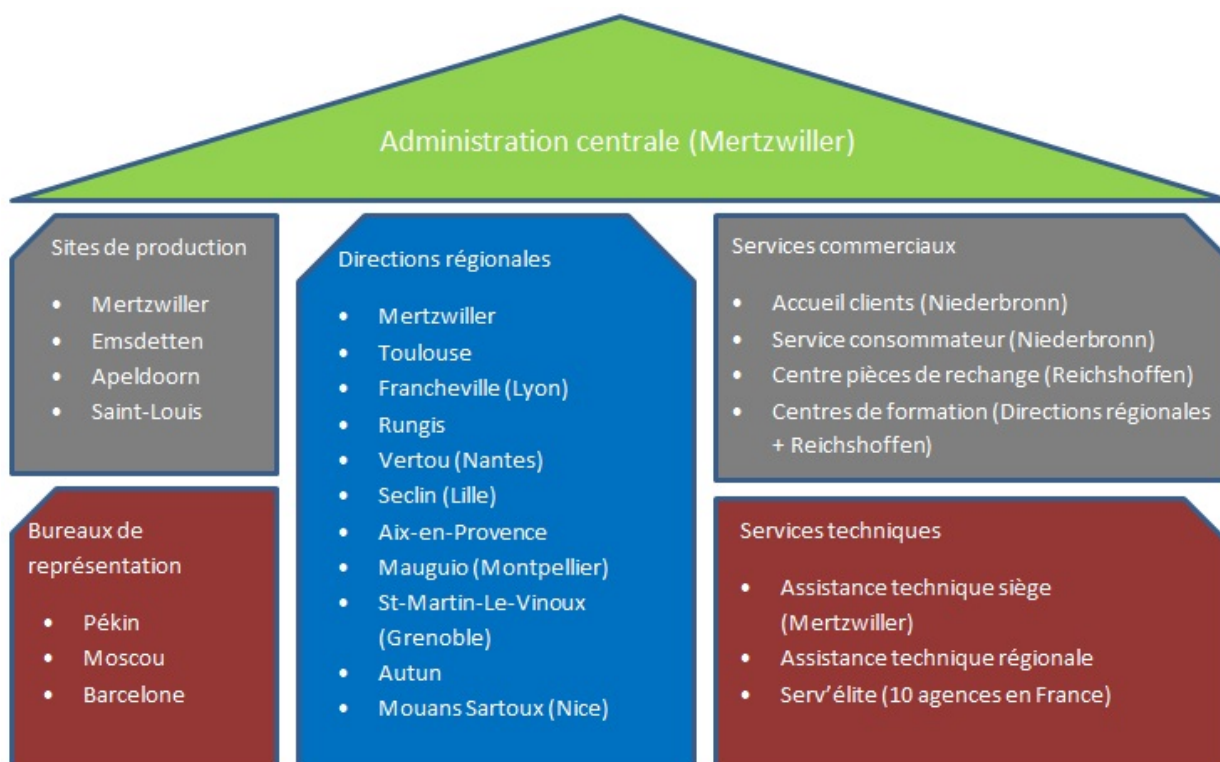 Administration centrale (Mertzwiller)
Sites de production
• Mertzwiller
• Emsdetten
• Apeldoorn
• Saint-Louis
Bureaux de
représentation
• Pékin
• Moscou
• Barcelone
Directions régionales
• Mertzwiller
• Toulouse
• Francheville (Lyon)
• Rungis
• Vertou (Nantes)
• Seclin (Lille)
• Aix-en-Provence
• Mauguio (Montpellier)
• St-Martin-Le-Vinoux
(Grenoble)
• Autun
• Mouans Sartoux (Nice)
Services commerciaux
• Accueil clients (Niederbronn)
• Service consommateur (Niederbronn)
• Centre pièces de rechange (Reichshoffen)
• Centres de formation (Directions régionales
+ Reichshoffen)
Services techniques
• Assistance technique siège
(Mertzwiller)
• Assistance technique régionale
• Serv’élite (10 agences en France)